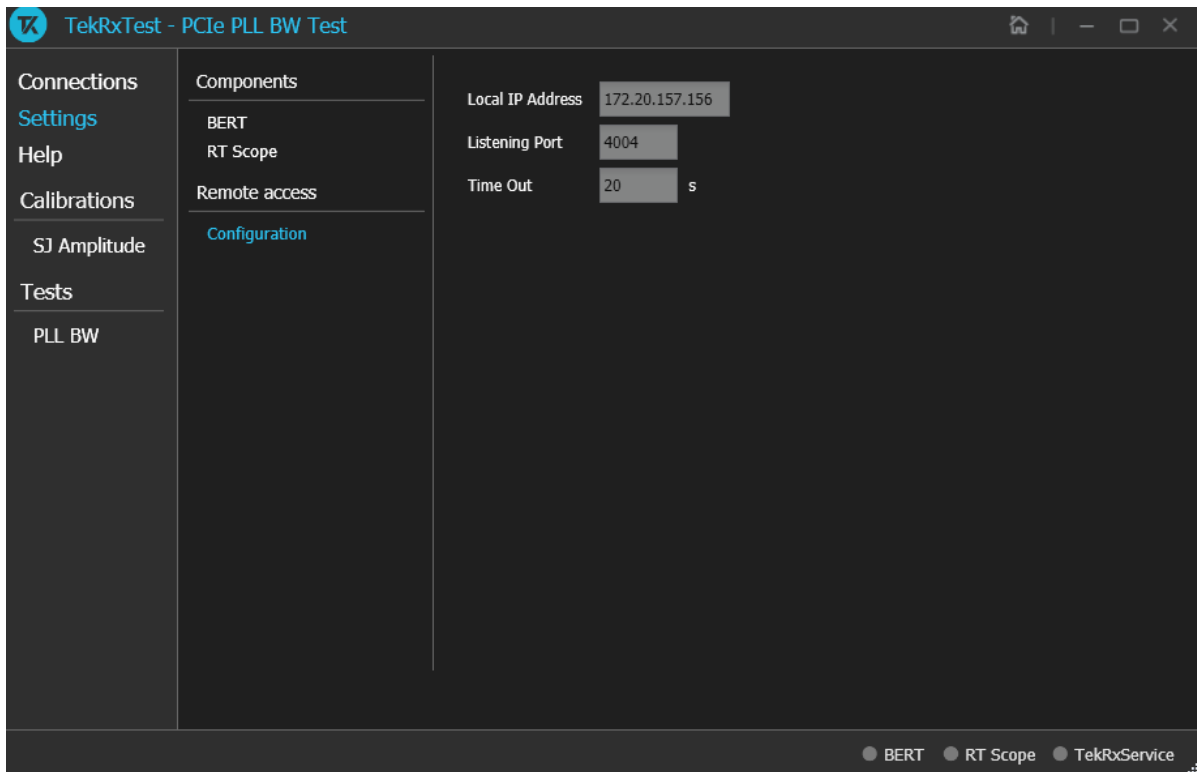 TekRxTest - PCIe PLL BW Test
Connections
Settings
Help
Calibrations
SJ Amplitude
Tests
PLL BW
Components
BERT
RT Scope
Remote access
Configuration
Local IP Address 172.20.157.156
Listening Port 4004
Time Out 20 s
BERT RT Scope TekRxService